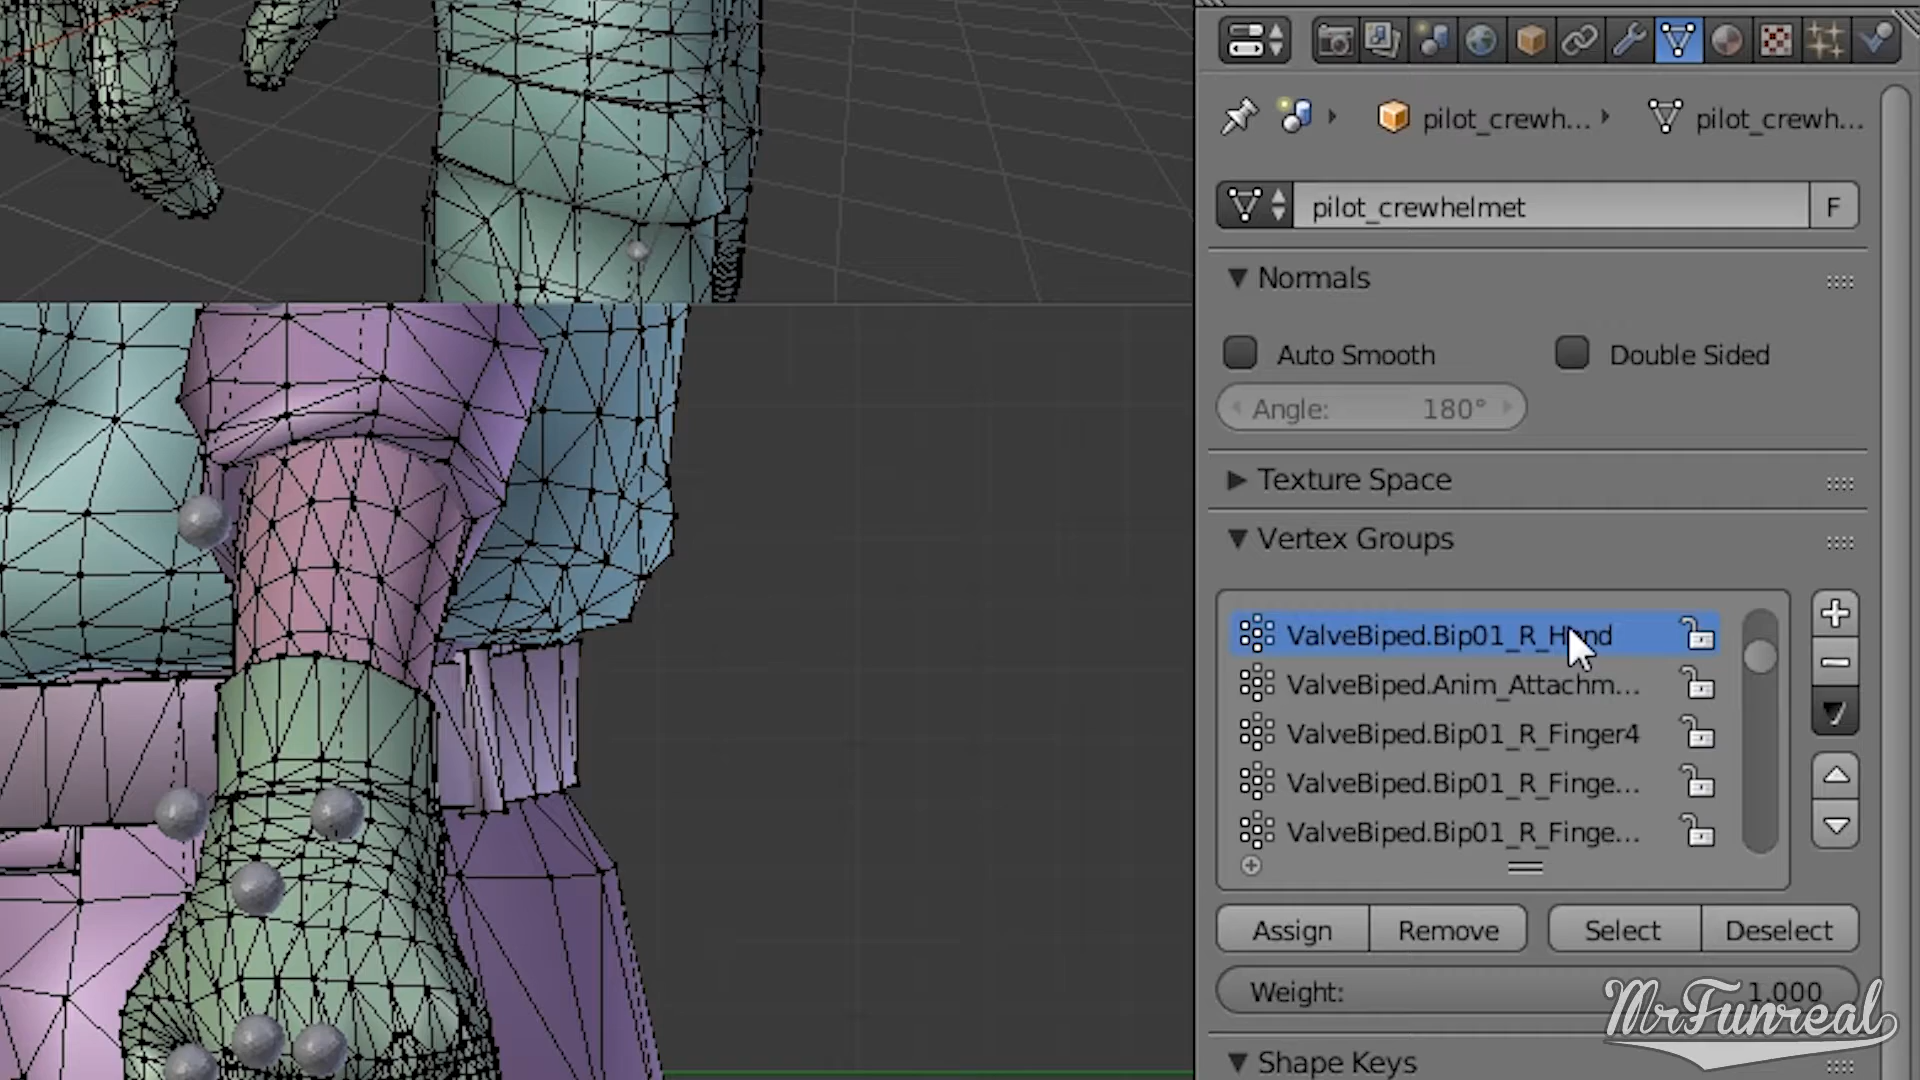 pilot_crewh... pilot_crewh...
pilot_crewhelmet F
Normals
Auto Smooth Double Sided
Angle: 180°
Texture Space
Vertex Groups
ValveBiped.Bip01_R_Hand
ValveBiped.Anim_Attachm...
ValveBiped.Bip01_R_Finger4
ValveBiped.Bip01_R_Finge...
ValveBiped.Bip01_R_Finge...
Assign Remove Select Deselect
Weight: 1.000
MrFunreal
Shape Keys